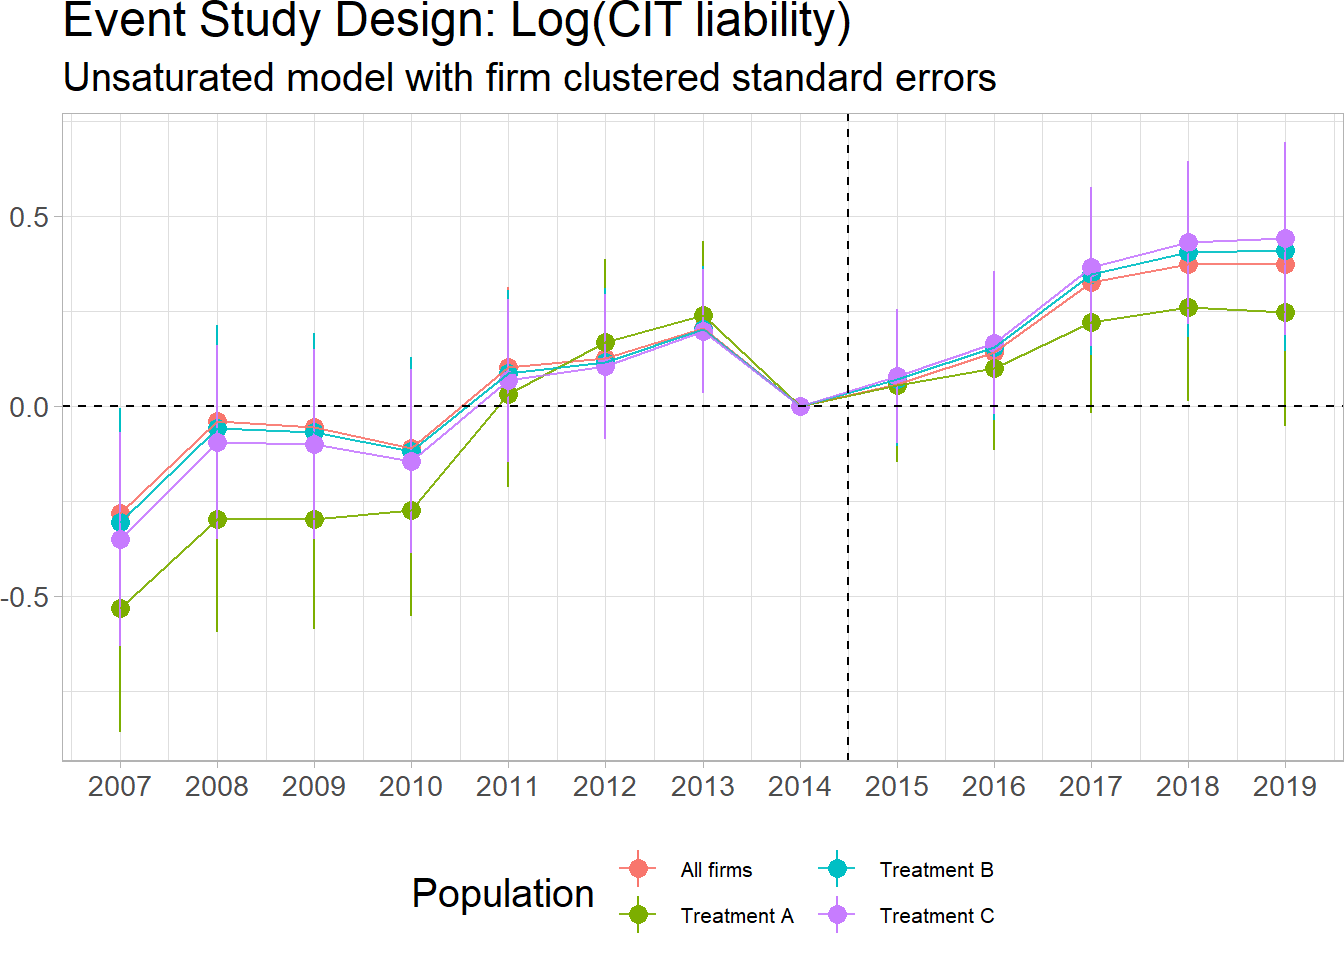 Event Study Design: Log(CIT liability)
Unsaturated model with firm clustered standard errors
0.5
0.0
-0.5
2007 2008 2009 2010 2011 2012 2013 2014 2015 2016 2017 2018 2019
Population
All firms
Treatment A
Treatment B
Treatment C